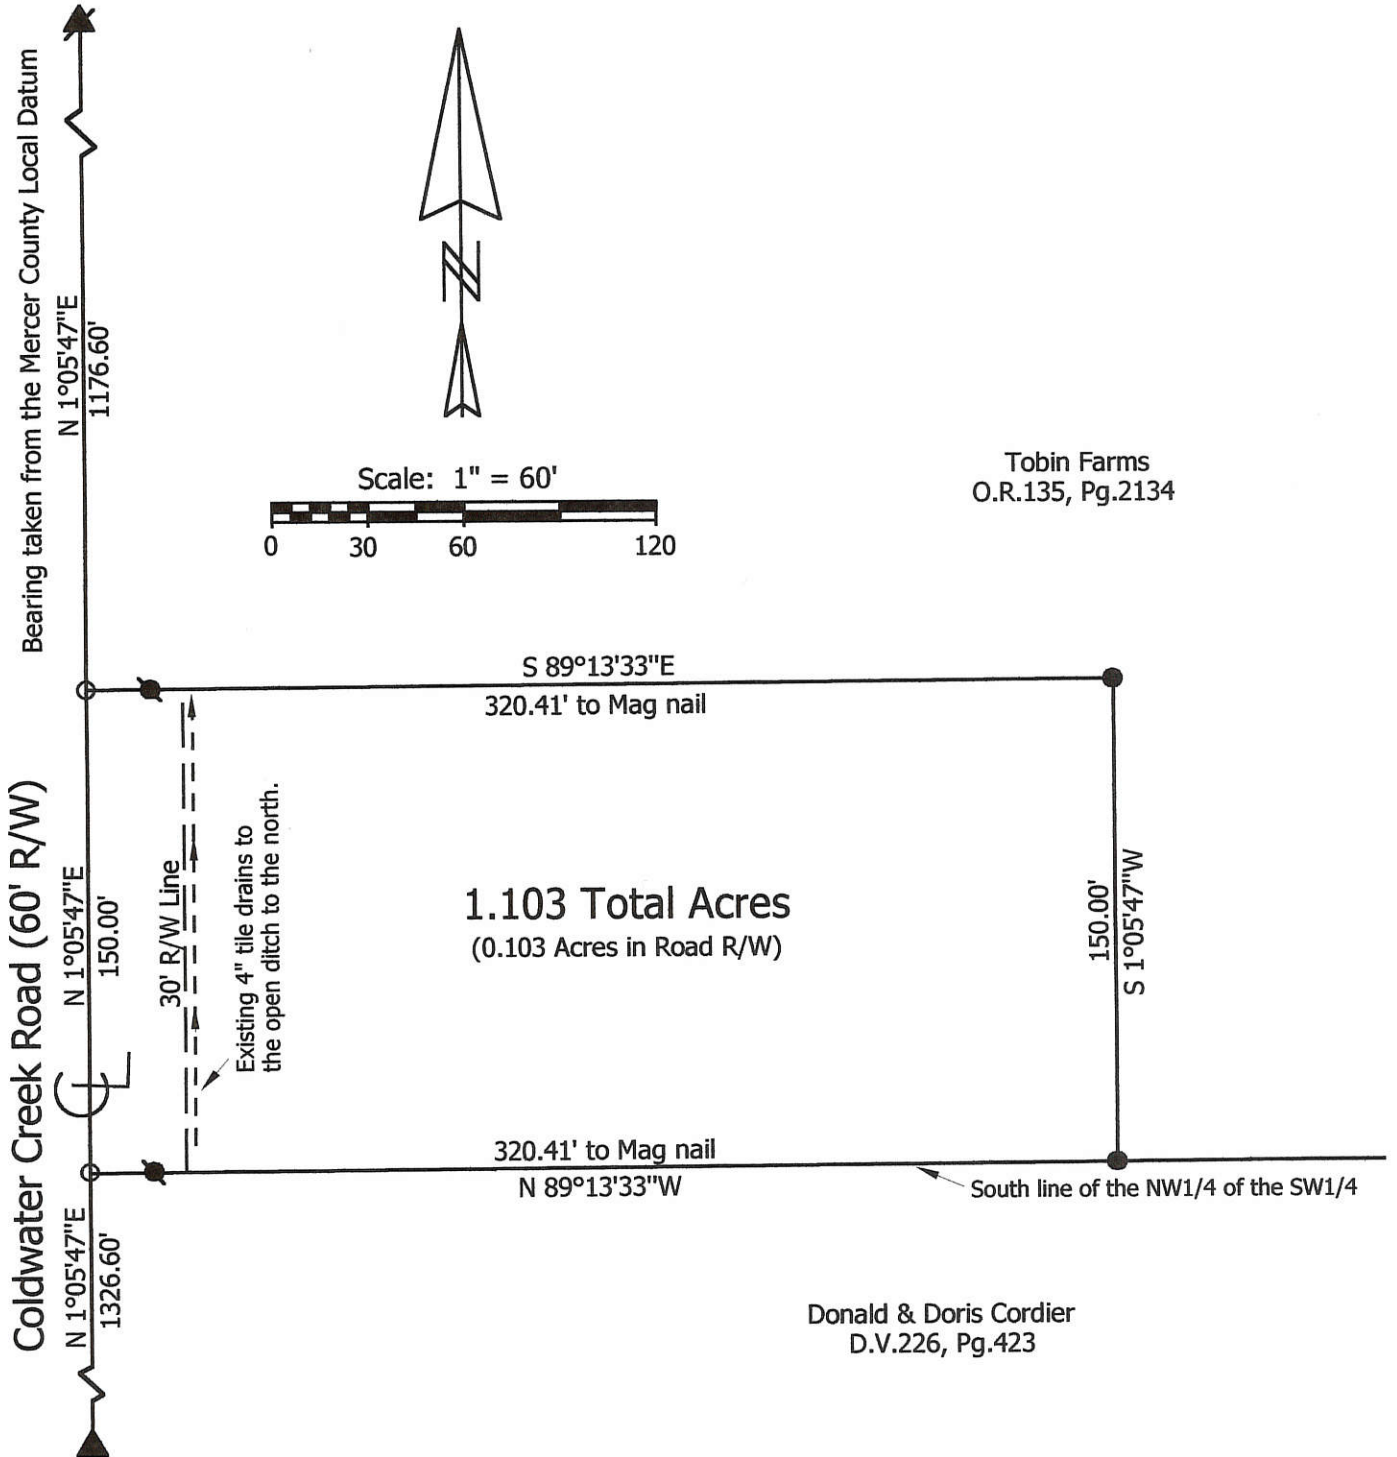 Bearing taken from the Mercer County Local Datum
N 1°05'47"E
1176.60'
N
Scale: 1" = 60'
0 30 60 120
Tobin Farms
O.R.135, Pg.2134
S 89°13'33"E
320.41' to Mag nail
Coldwater Creek Road (60' R/W)
N 1°05'47"E
150.00'
30' R/W Line
Existing 4" tile drains to
the open ditch to the north.
1.103 Total Acres
(0.103 Acres in Road R/W)
150.00'
S 1°05'47"W
CL
320.41' to Mag nail
N 89°13'33"W
South line of the NW1/4 of the SW1/4
N 1°05'47"E
1326.60'
Donald & Doris Cordier
D.V.226, Pg.423